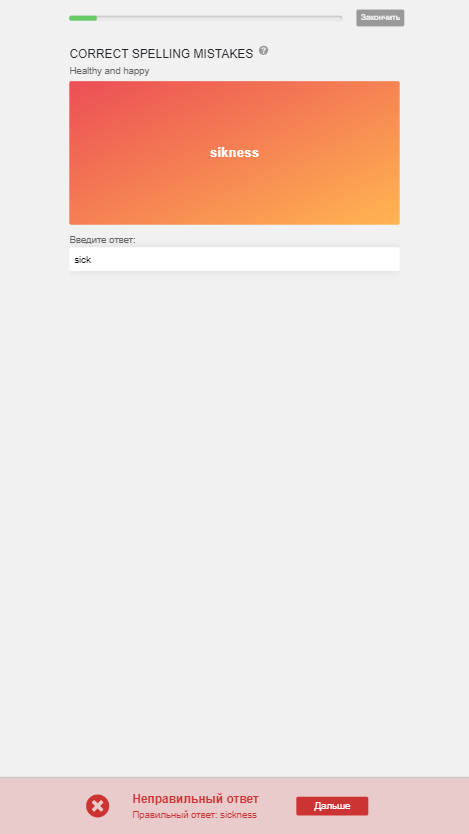 Закончить
CORRECT SPELLING MISTAKES ?
Healthy and happy
sikness
Введите ответ:
sick
Неправильный ответ
Правильный ответ: sickness
Дальше